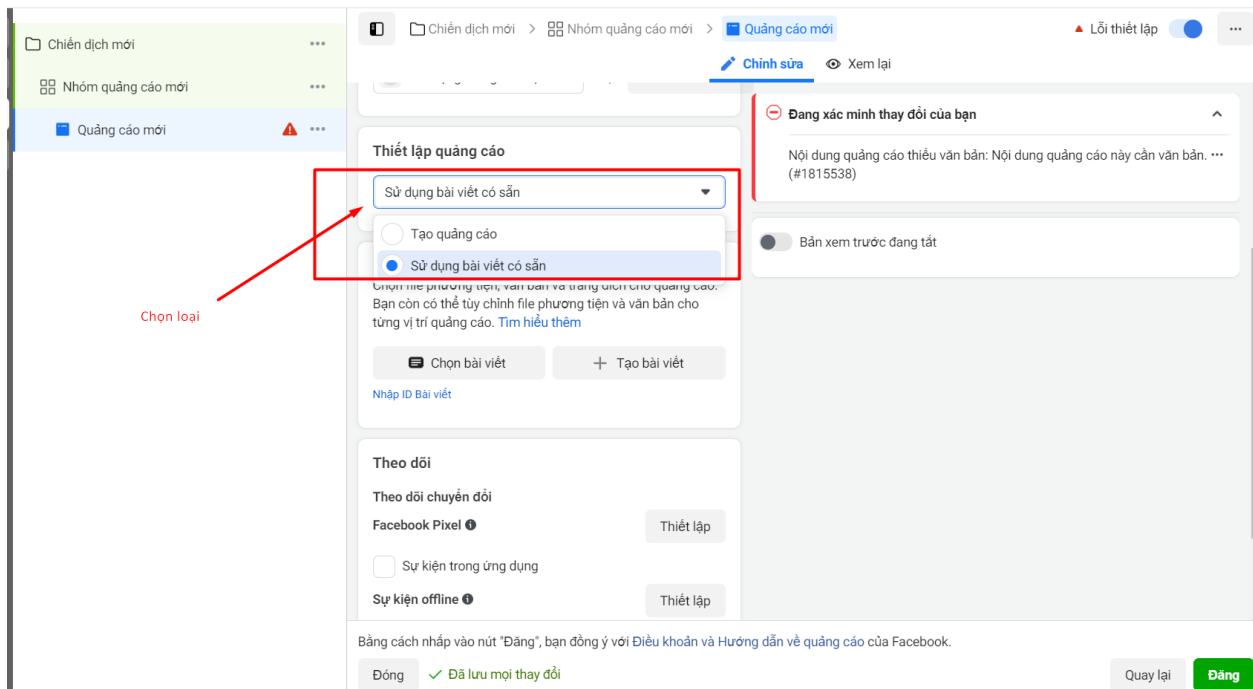 Chiến dịch mới
Nhóm quảng cáo mới
Quảng cáo mới
Chiến dịch mới > Nhóm quảng cáo mới > Quảng cáo mới
Lỗi thiết lập
Chỉnh sửa
Xem lại
Thiết lập quảng cáo
Sử dụng bài viết có sẵn
Tạo quảng cáo
Sử dụng bài viết có sẵn
Chọn file phương tiện, văn bản và trang đích cho quảng cáo.
Bạn còn có thể tùy chỉnh file phương tiện và văn bản cho
từng vị trí quảng cáo. Tìm hiểu thêm
Chọn bài viết
Tạo bài viết
Nhập ID Bài viết
Chọn loại
Theo dõi
Theo dõi chuyển đổi
Facebook Pixel
Thiết lập
Sự kiện trong ứng dụng
Sự kiện offline
Thiết lập
Đang xác minh thay đổi của bạn
Nội dung quảng cáo thiếu văn bản: Nội dung quảng cáo này cần văn bản.
(#1815538)
Bản xem trước đang tắt
Bằng cách nhấp vào nút "Đăng", bạn đồng ý với Điều khoản và Hướng dẫn về quảng cáo của Facebook.
Đóng
Đã lưu mọi thay đổi
Quay lại
Đăng